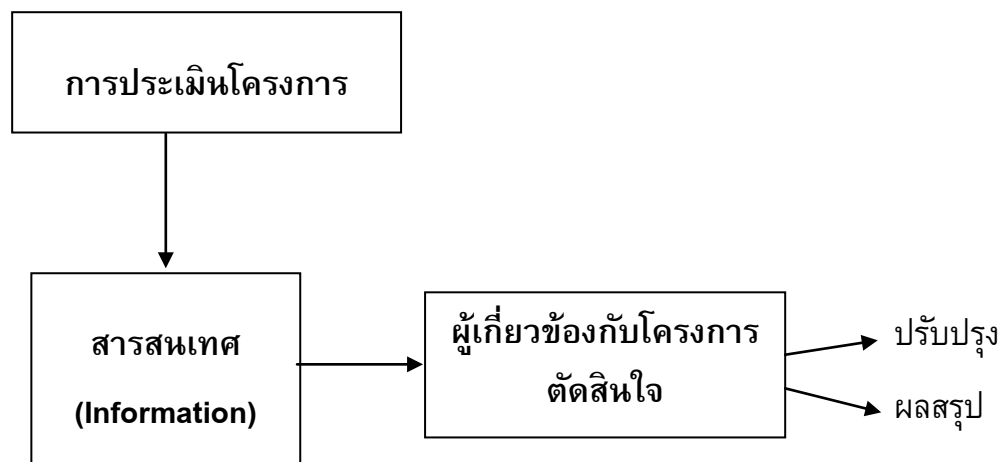 การประเมินโครงการ
สารสนเทศ
(Information)
ผู้เกี่ยวข้องกับโครงการ
ตัดสินใจ
ปรับปรุง
ผลสรุป